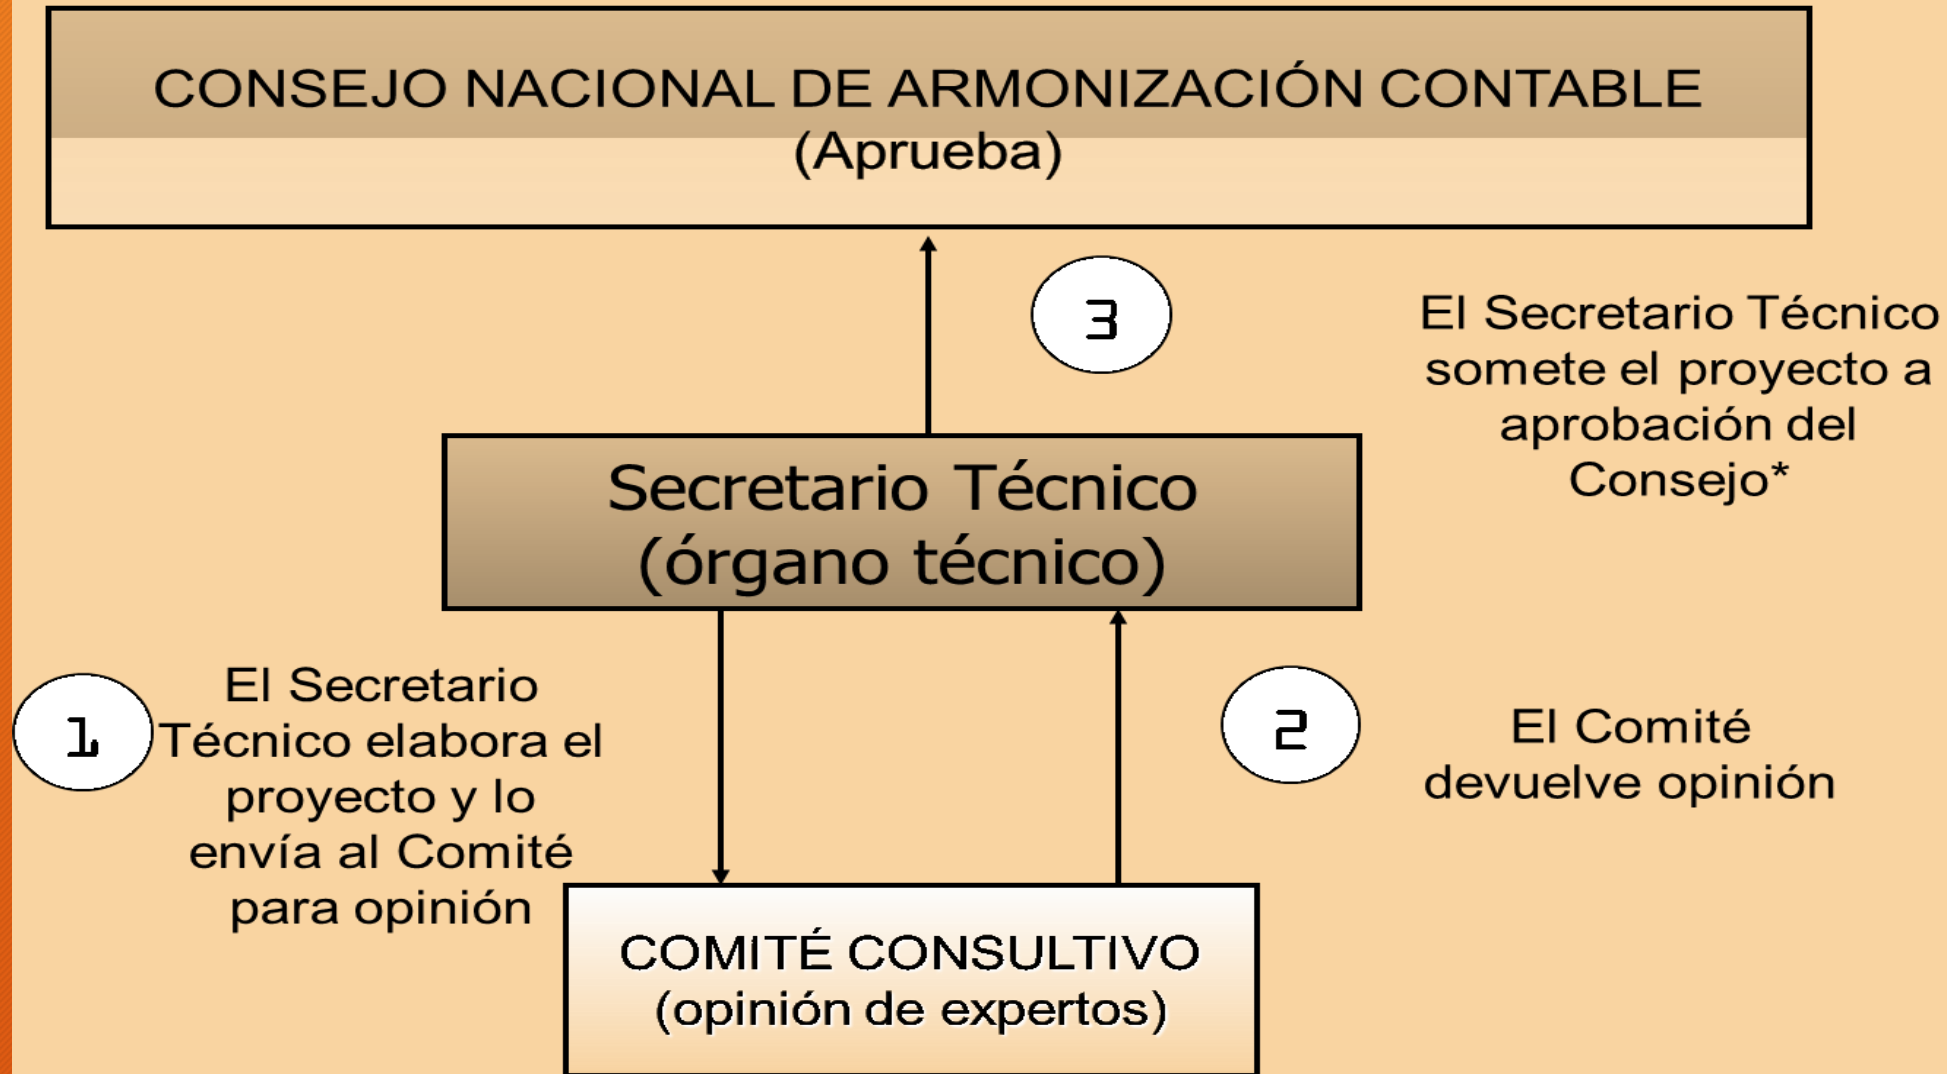 CONSEJO NACIONAL DE ARMONIZACIÓN CONTABLE
(Aprueba)
3
El Secretario Técnico
somete el proyecto a
aprobación del
Consejo*
Secretario Técnico
(órgano técnico)
1
El Secretario
Técnico elabora el
proyecto y lo
envía al Comité
para opinión
2
El Comité
devuelve opinión
COMITÉ CONSULTIVO
(opinión de expertos)